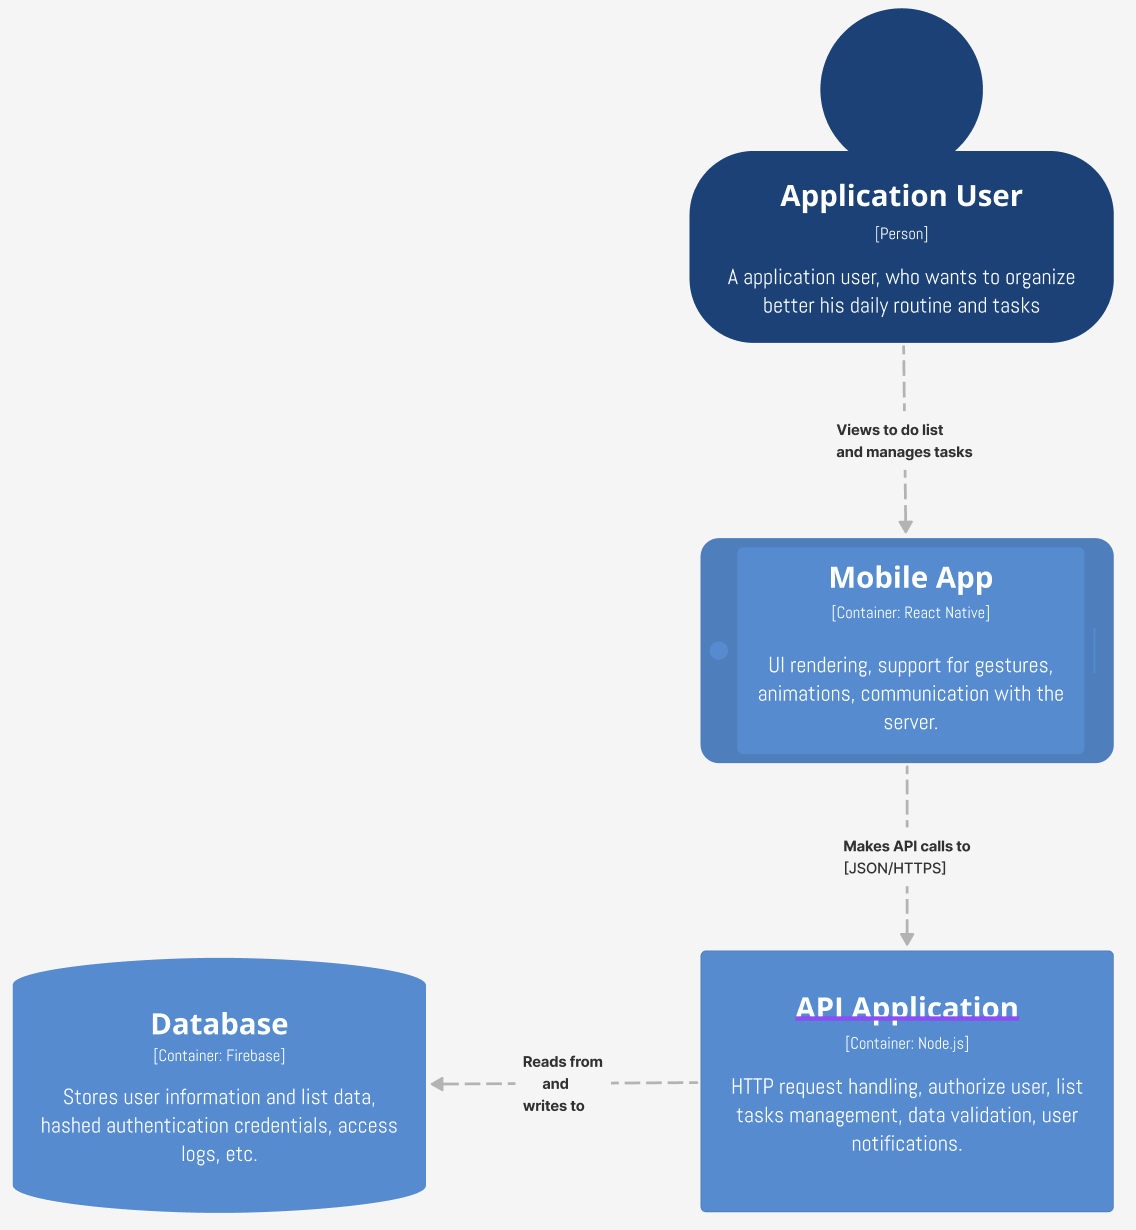 Application User
[Person]
A application user, who wants to organize
better his daily routine and tasks
Views to do list
and manages tasks
Mobile App
[Container: React Native]
UI rendering, support for gestures,
animations, communication with the
server.
Makes API calls to
[JSON/HTTPS]
API Application
[Container: Node.js]
HTTP request handling, authorize user, list
tasks management, data validation, user
notifications.
Reads from
and
writes to
Database
[Container: Firebase]
Stores user information and list data,
hashed authentication credentials, access
logs, etc.